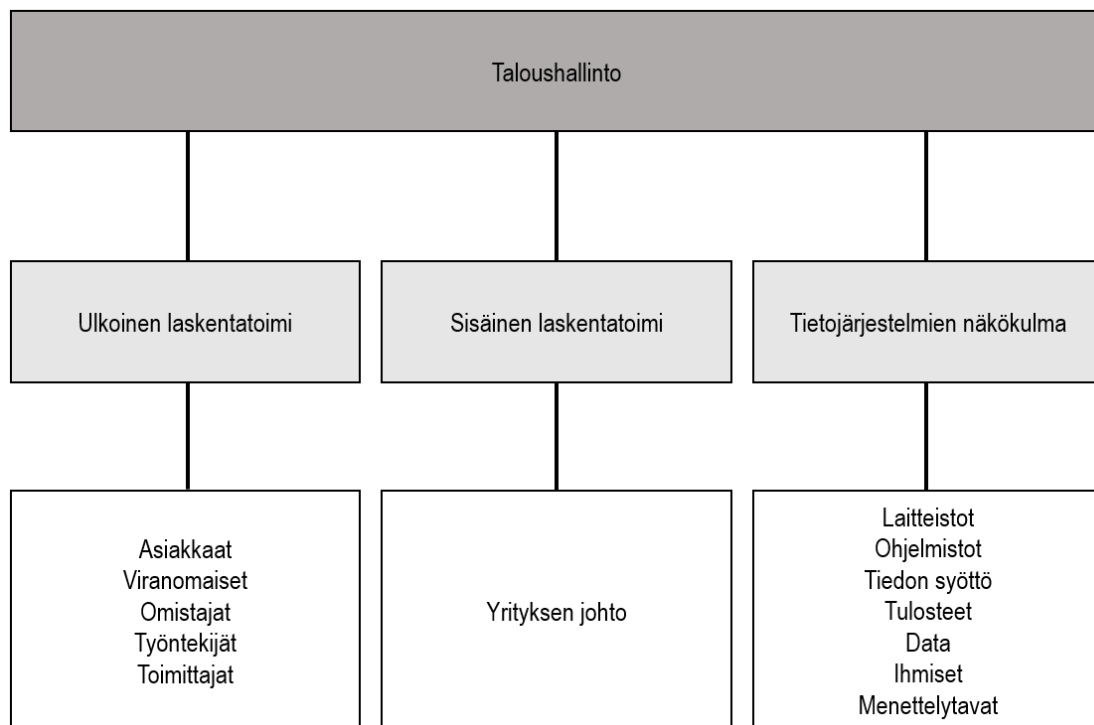 Taloushallinto
Ulkoinen laskentatoimi
Sisäinen laskentatoimi
Tietojärjestelmien näkökulma
Asiakkaat
Viranomaiset
Omistajat
Työntekijät
Toimittajat
Yrityksen johto
Laitteistot
Ohjelmistot
Tiedon syöttö
Tulosteet
Data
Ihmiset
Menettelytavat